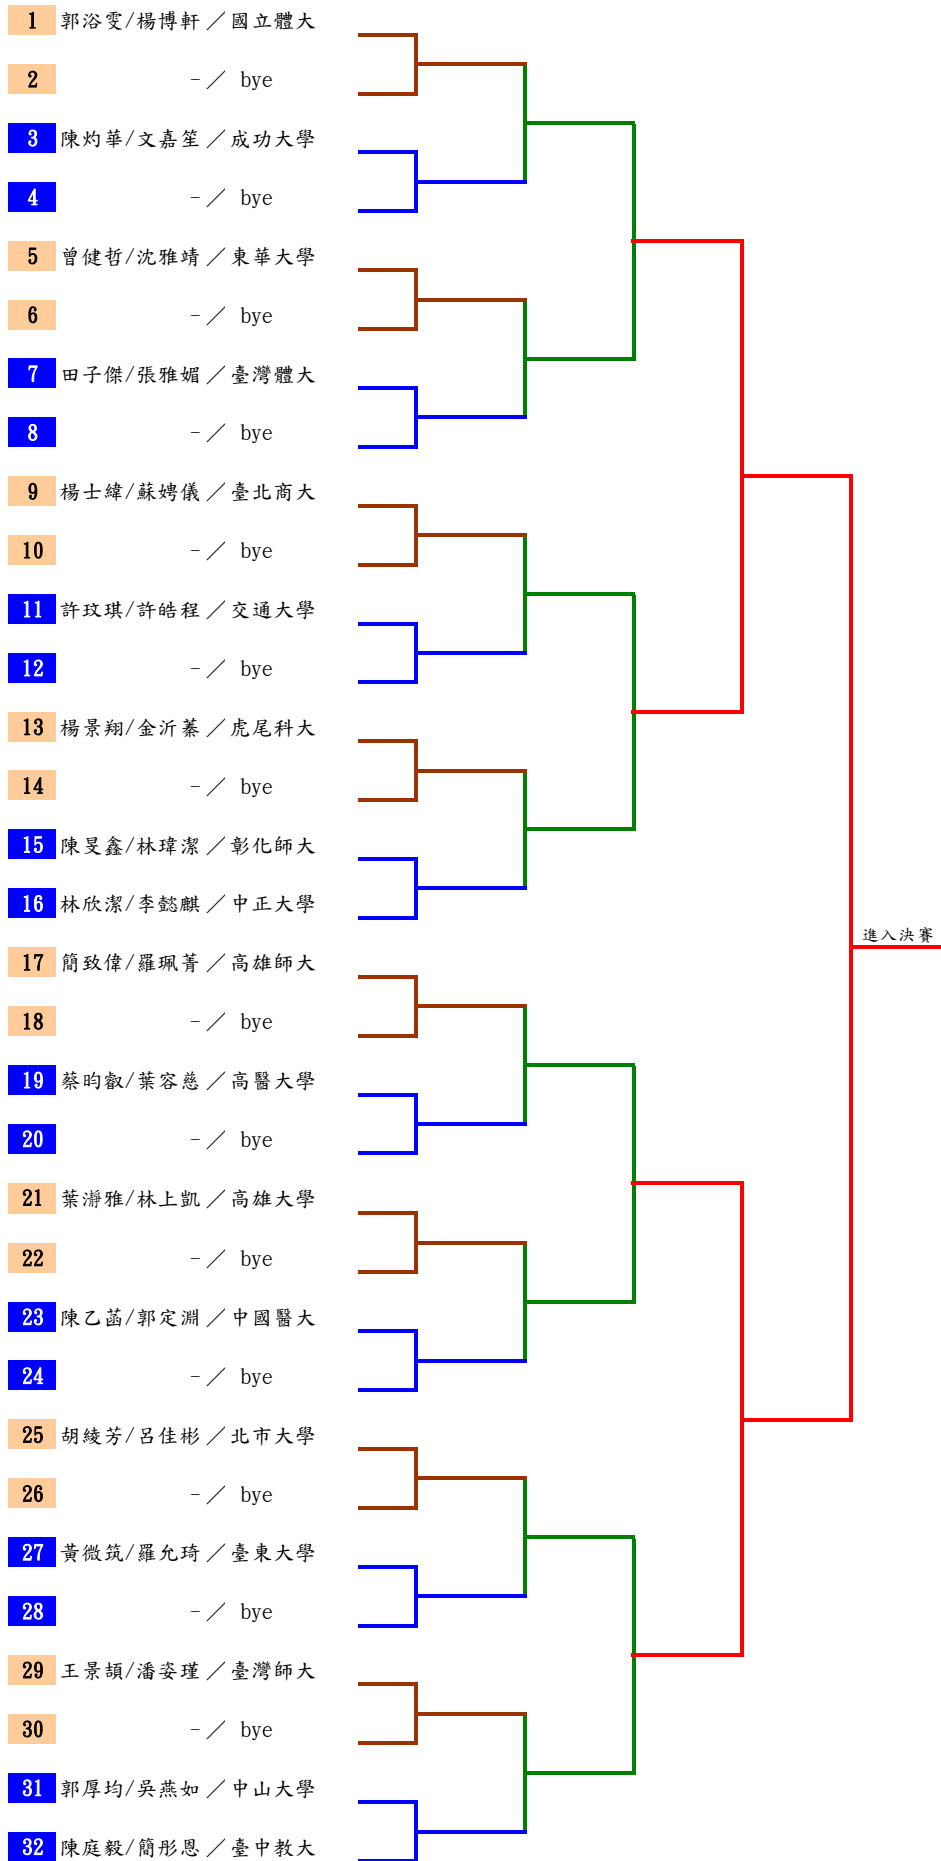 1 郭浴雯/楊博軒 ／ 國立體大
2 -／ bye
3 陳灼華/文嘉笙 ／ 成功大學
4 -／ bye
5 曾健哲/沈雅靖 ／ 東華大學
6 -／ bye
7 田子傑/張雅媚 ／ 臺灣體大
8 -／ bye
9 楊士緯/蘇娉儀 ／ 臺北商大
10 -／ bye
11 許玟琪/許皓程 ／ 交通大學
12 -／ bye
13 楊景翔/金沂蓁 ／ 虎尾科大
14 -／ bye
15 陳旻鑫/林瑋潔 ／ 彰化師大
16 林欣潔/李懿麒 ／ 中正大學
進入決賽
17 簡致偉/羅珮菁 ／ 高雄師大
18 -／ bye
19 蔡昀叡/葉容慈 ／ 高醫大學
20 -／ bye
21 葉瀞雅/林上凱 ／ 高雄大學
22 -／ bye
23 陳乙菡/郭定淵 ／ 中國醫大
24 -／ bye
25 胡綾芳/呂佳彬 ／ 北市大學
26 -／ bye
27 黃微筑/羅允琦 ／ 臺東大學
28 -／ bye
29 王景頡/潘姿瑾 ／ 臺灣師大
30 -／ bye
31 郭厚均/吳燕如 ／ 中山大學
32 陳庭毅/簡彤恩 ／ 臺中教大